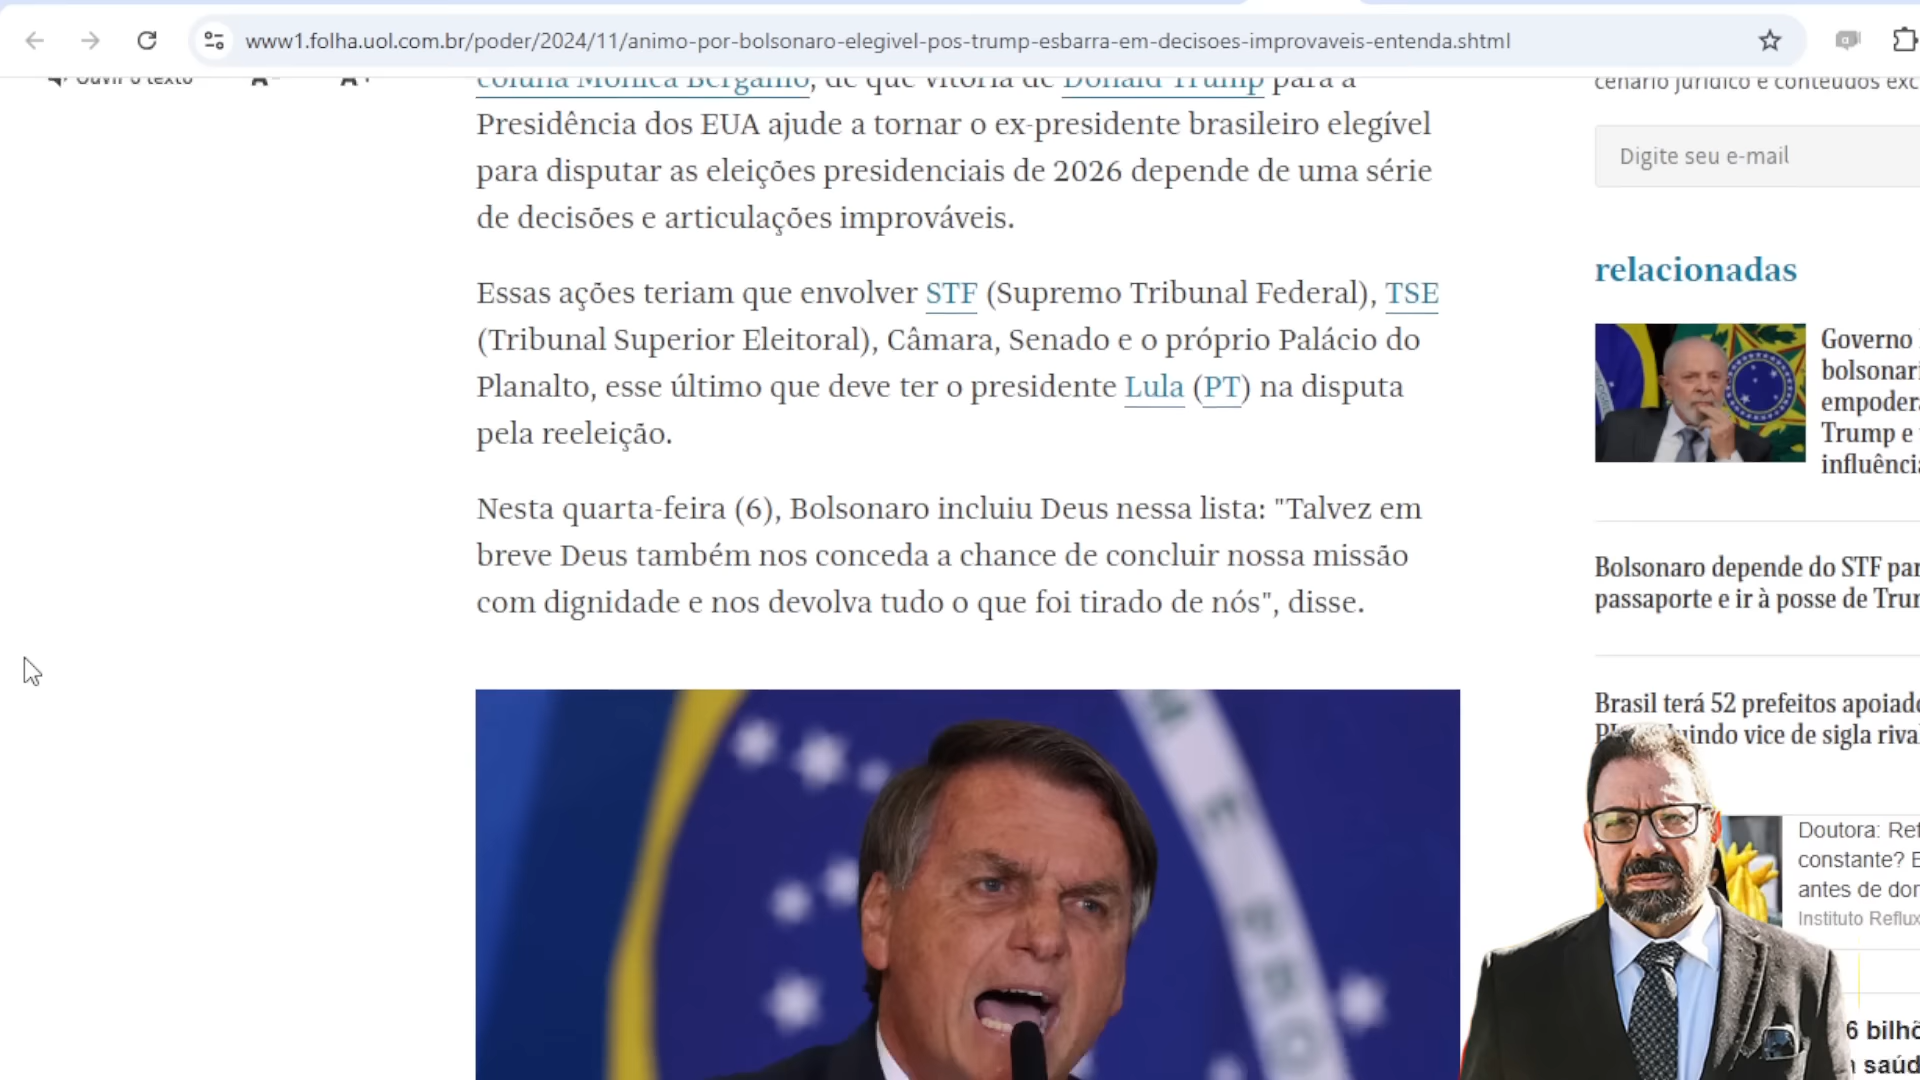 www1.folha.uol.com.br/poder/2024/11/animo-por-bolsonaro-elegivel-pos-trump-esbarra-em-decisoes-improvaveis-entenda.shtml
Ouvir o texto
coluna Mônica Bergamo, de que vitória de Donald Trump para a
Presidência dos EUA ajude a tornar o ex-presidente brasileiro elegível
para disputar as eleições presidenciais de 2026 depende de uma série
de decisões e articulações improváveis.
Essas ações teriam que envolver STF (Supremo Tribunal Federal), TSE
(Tribunal Superior Eleitoral), Câmara, Senado e o próprio Palácio do
Planalto, esse último que deve ter o presidente Lula (PT) na disputa
pela reeleição.
Nesta quarta-feira (6), Bolsonaro incluiu Deus nessa lista: "Talvez em
breve Deus também nos conceda a chance de concluir nossa missão
com dignidade e nos devolva tudo o que foi tirado de nós", disse.
cenário jurídico e conteúdos exc
Digite seu e-mail
relacionadas
Governo
bolsonari
empodera
Trump e
influência
Bolsonaro depende do STF par
passaporte e ir à posse de Trum
Brasil terá 52 prefeitos apoiado
vice de sigla riva
Doutora: Ref
constante? E
antes de dor
Instituto Reflux
6 bilhõ
saúd